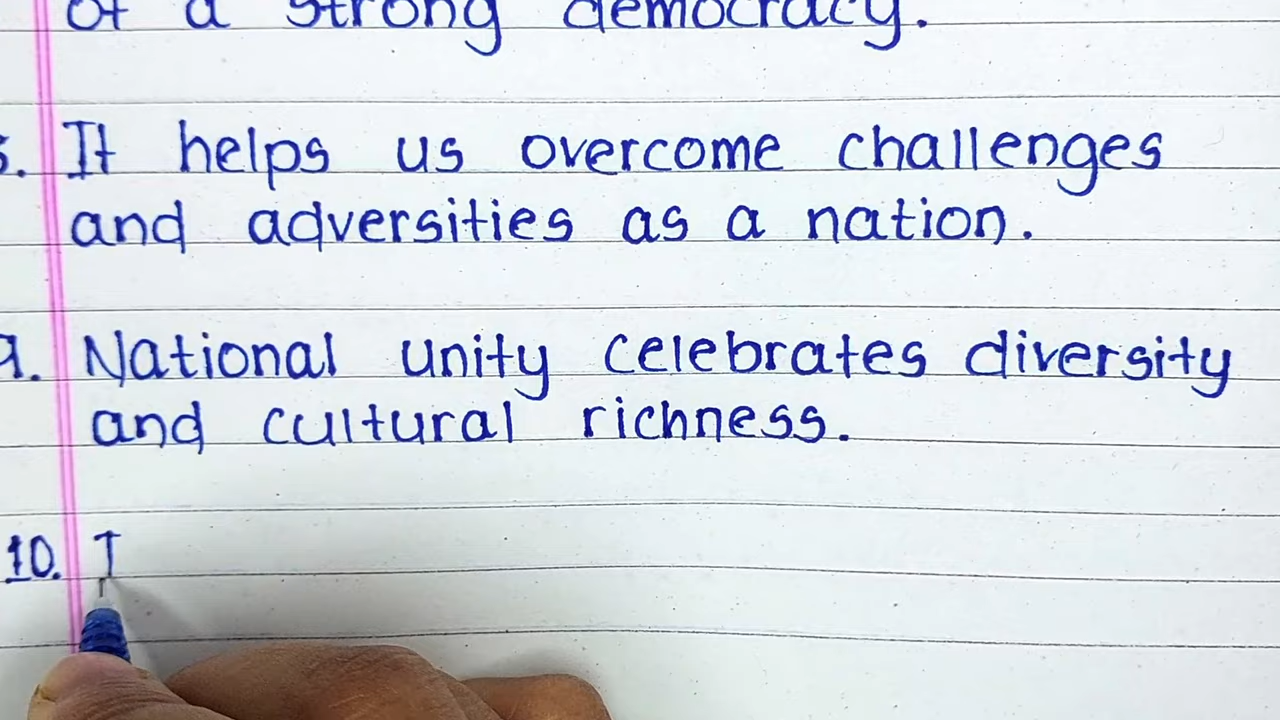 of a strong democracy.
. It helps us overcome challenges
and adversities as a nation.
9. National unity celebrates diversity
and cultural richness.
10. I